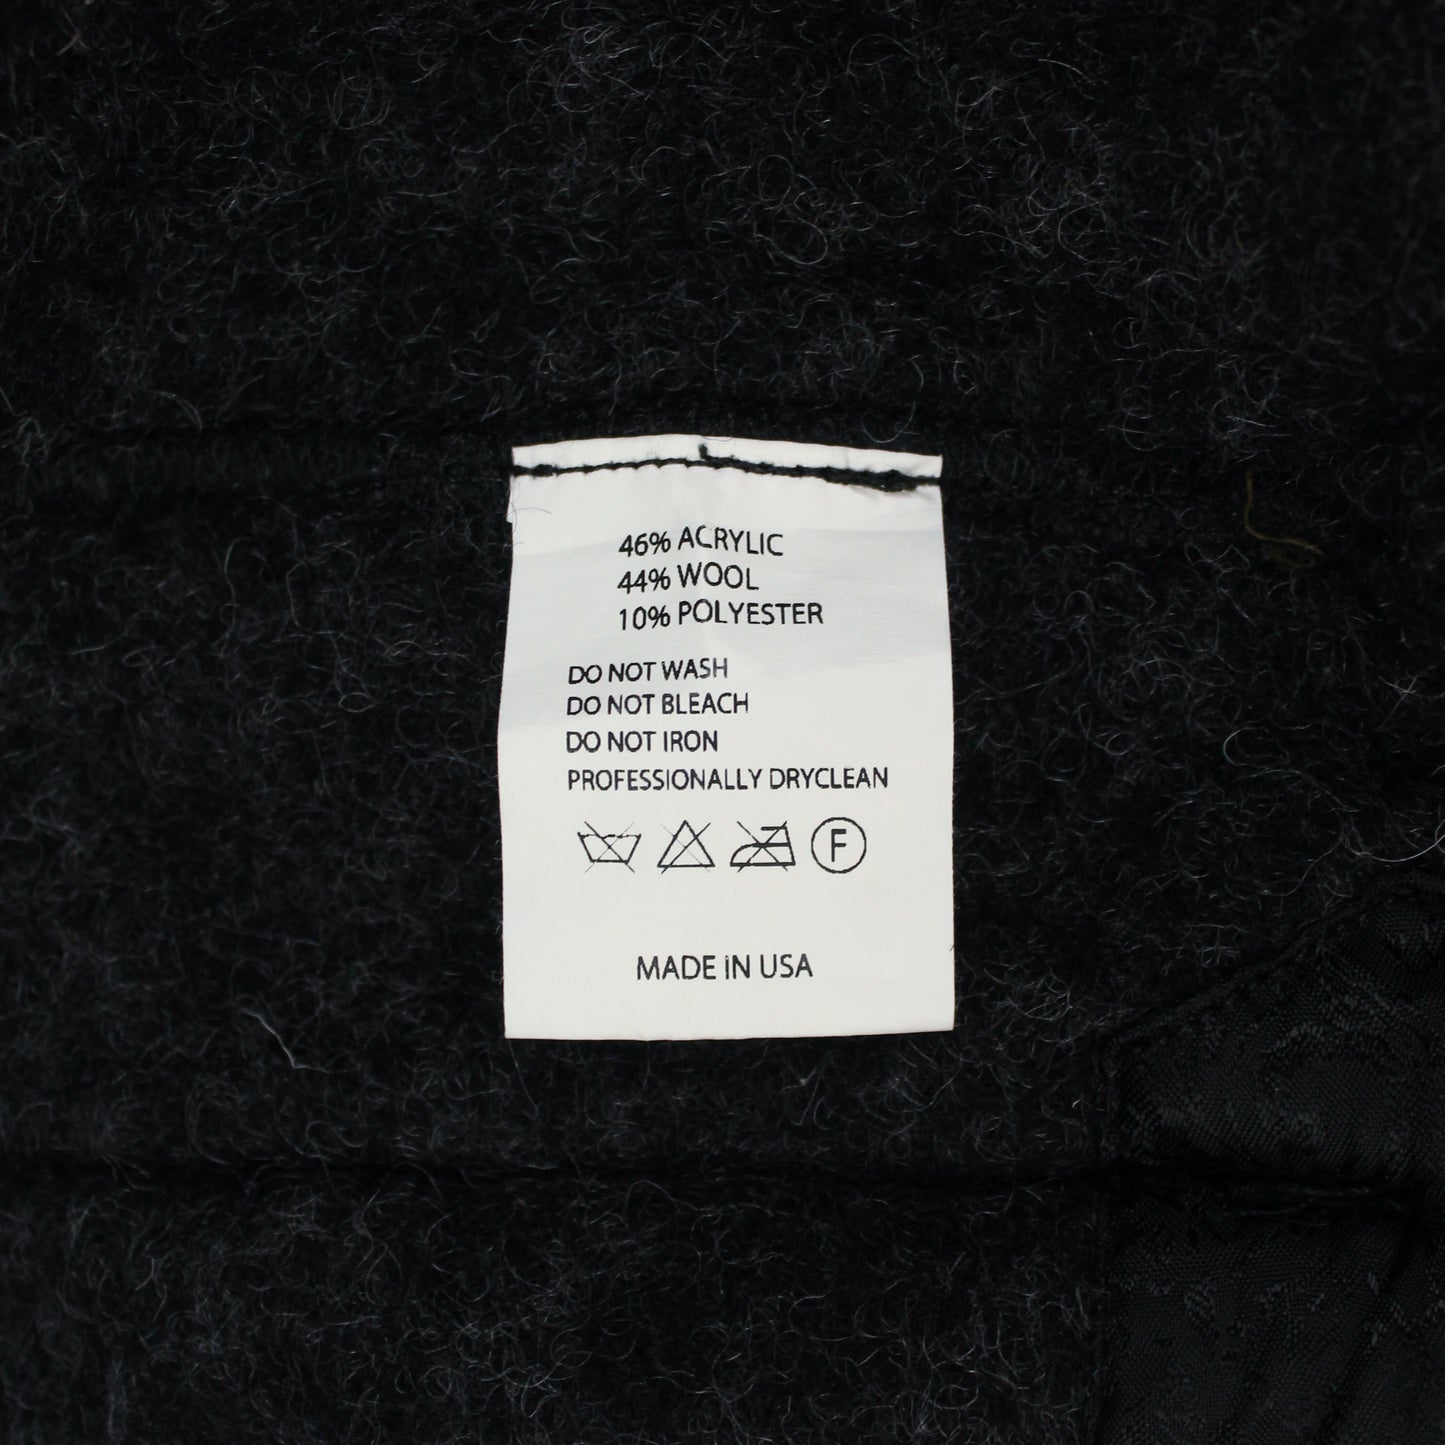 46% ACRYLIC
44% WOOL
10% POLYESTER
DO NOT WASH
DO NOT BLEACH
DO NOT IRON
PROFESSIONALLY DRYCLEAN
F
MADE IN USA